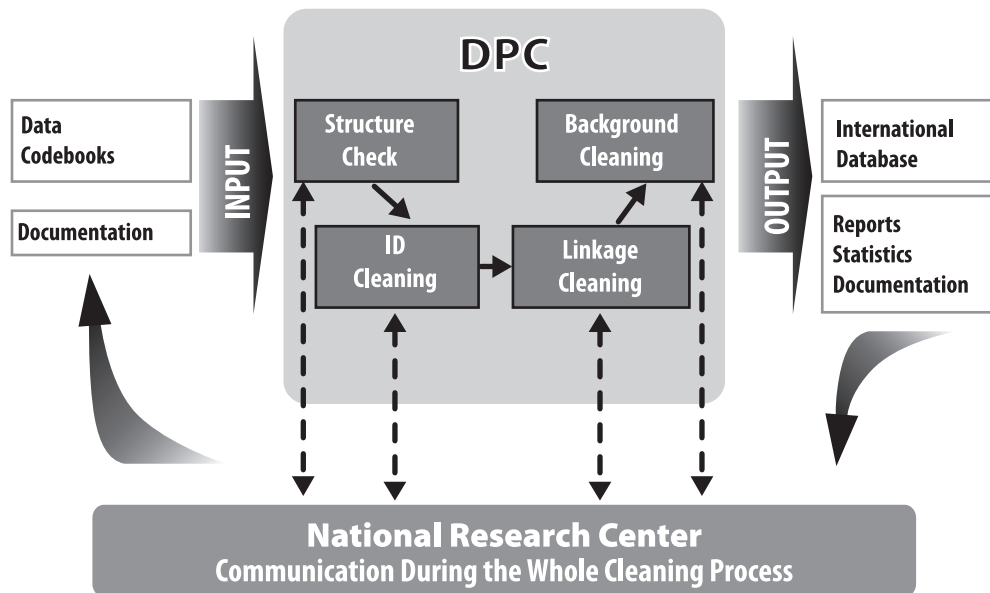 DPC
Data
Codebooks
Documentation
INPUT
Structure
Check
ID
Cleaning
Linkage
Cleaning
Background
Cleaning
OUTPUT
International
Database
Reports
Statistics
Documentation
National Research Center
Communication During the Whole Cleaning Process